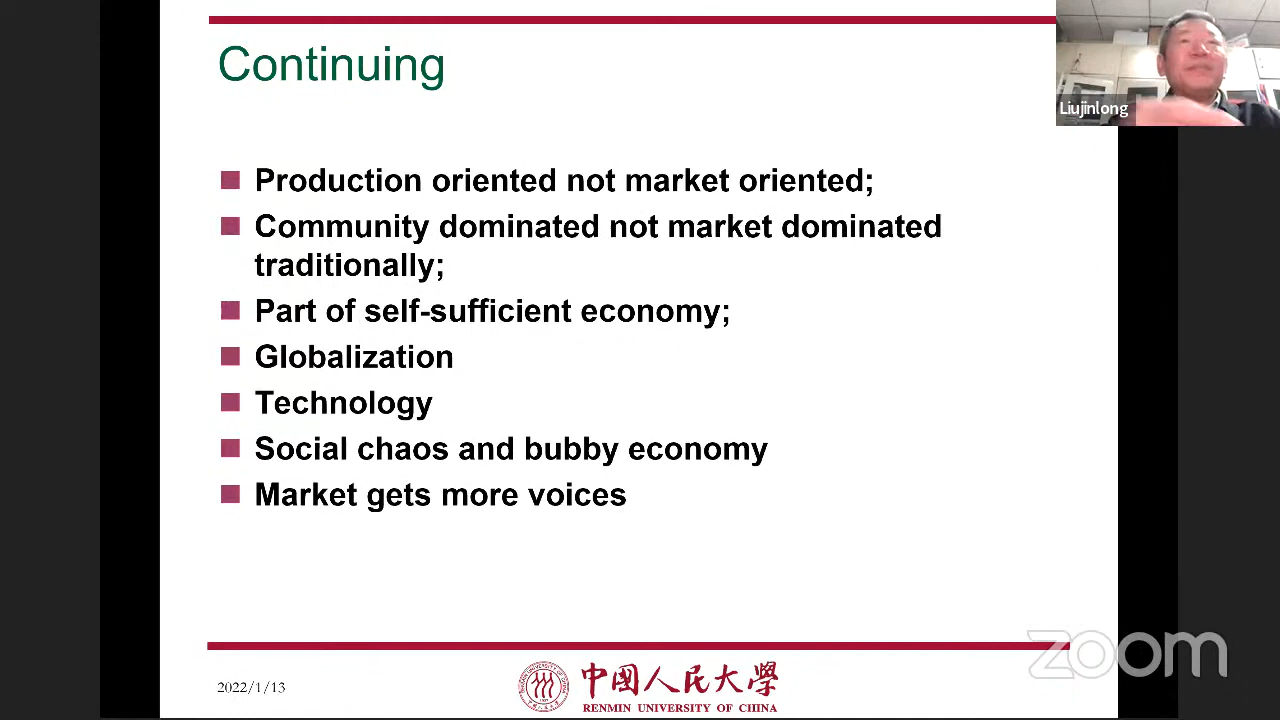 Continuing
Liujinlong
Production oriented not market oriented;
Community dominated not market dominated
traditionally;
Part of self-sufficient economy;
Globalization
Technology
Social chaos and bubby economy
Market gets more voices
zoom
2022/1/13
中國人民大學
RENMIN UNIVERSITY OF CHINA